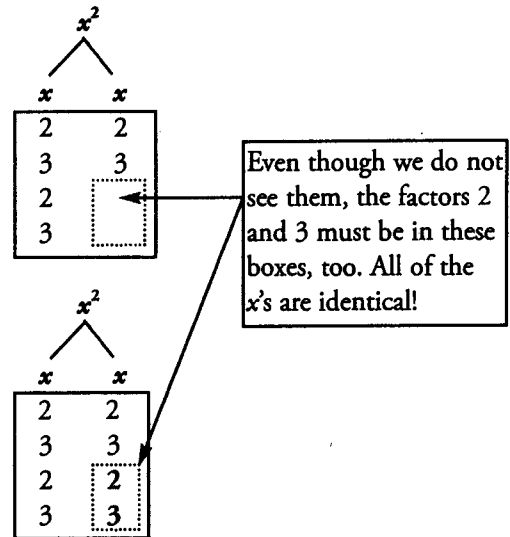 x²
x x
2 2
3 3
2
3
Even though we do not
see them, the factors 2
and 3 must be in these
boxes, too. All of the
x's are identical!
x²
x x
2 2
3 3
2 2
3 3